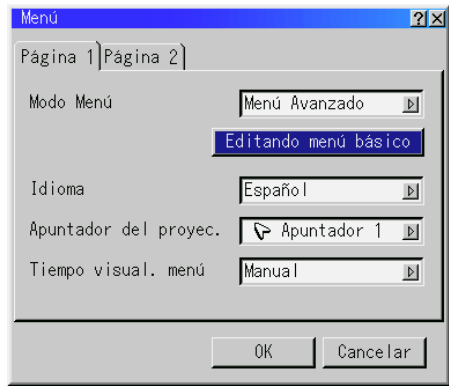 Menú
Página 1 Página 2
Modo Menú Menú Avanzado
Editando menú básico
Idioma Español
Apuntador del proyec. Apuntador 1
Tiempo visual. menú Manual
OK Cancelar